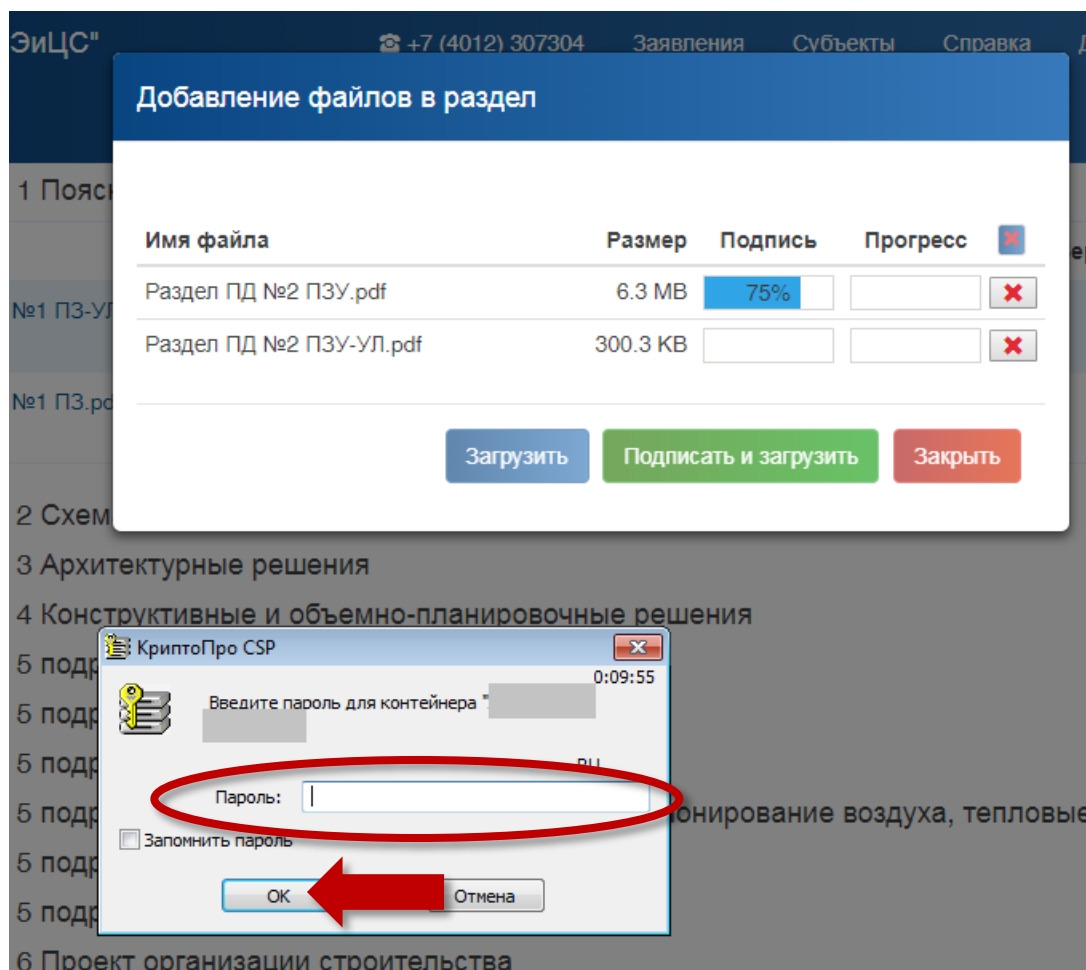 ЭиЦС" +7 (4012) 307304 Заявления Субъекты Справка
Добавление файлов в раздел
1
Имя файла Размер Подпись Прогресс
Раздел ПД №2 ПЗУ.pdf 6.3 MB 75%
№1 ПЗ-УЛ
Раздел ПД №2 ПЗУ-УЛ.pdf 300.3 KB
№1 ПЗ.pd
Загрузить Подписать и загрузить Закрыть
2 Схем
3 Архитектурные решения
4 Конструктивные и объемно-планировочные решения
КриптоПро CSP
5 подр
0:09:55
Введите пароль для контейнера "
5 подр
5 подр
RU
Пароль:
5 подр онирование воздуха, тепловые
Запомнить пароль
5 подр
OK Отмена
5 подр
6 Проект организации строительства